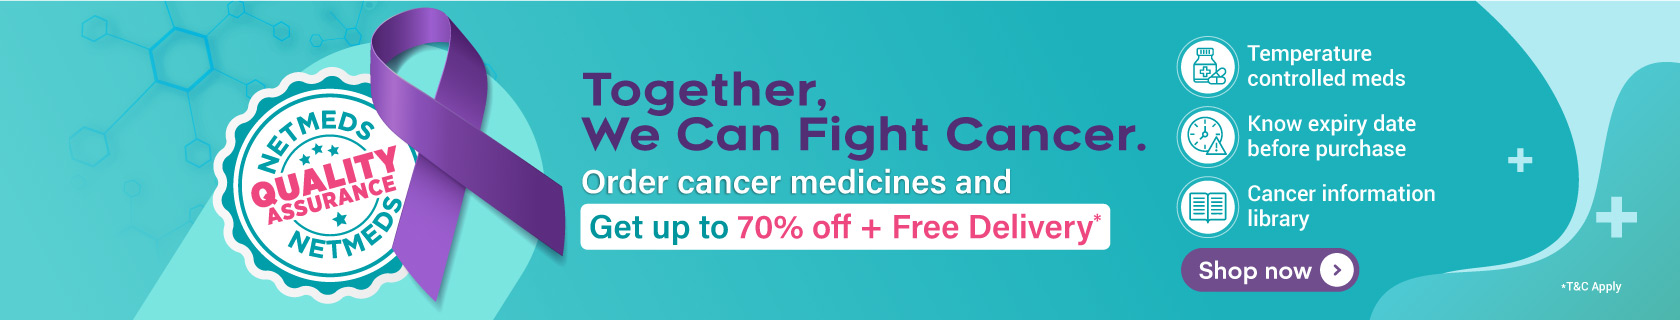 NETMEDS
QUALITY
ASSURANCE
NETMEDS
Together,
We Can Fight Cancer.
Order cancer medicines and
Get up to 70% off + Free Delivery*
Temperature
controlled meds
Know expiry date
before purchase
Cancer information
library
Shop now
*T&C Apply